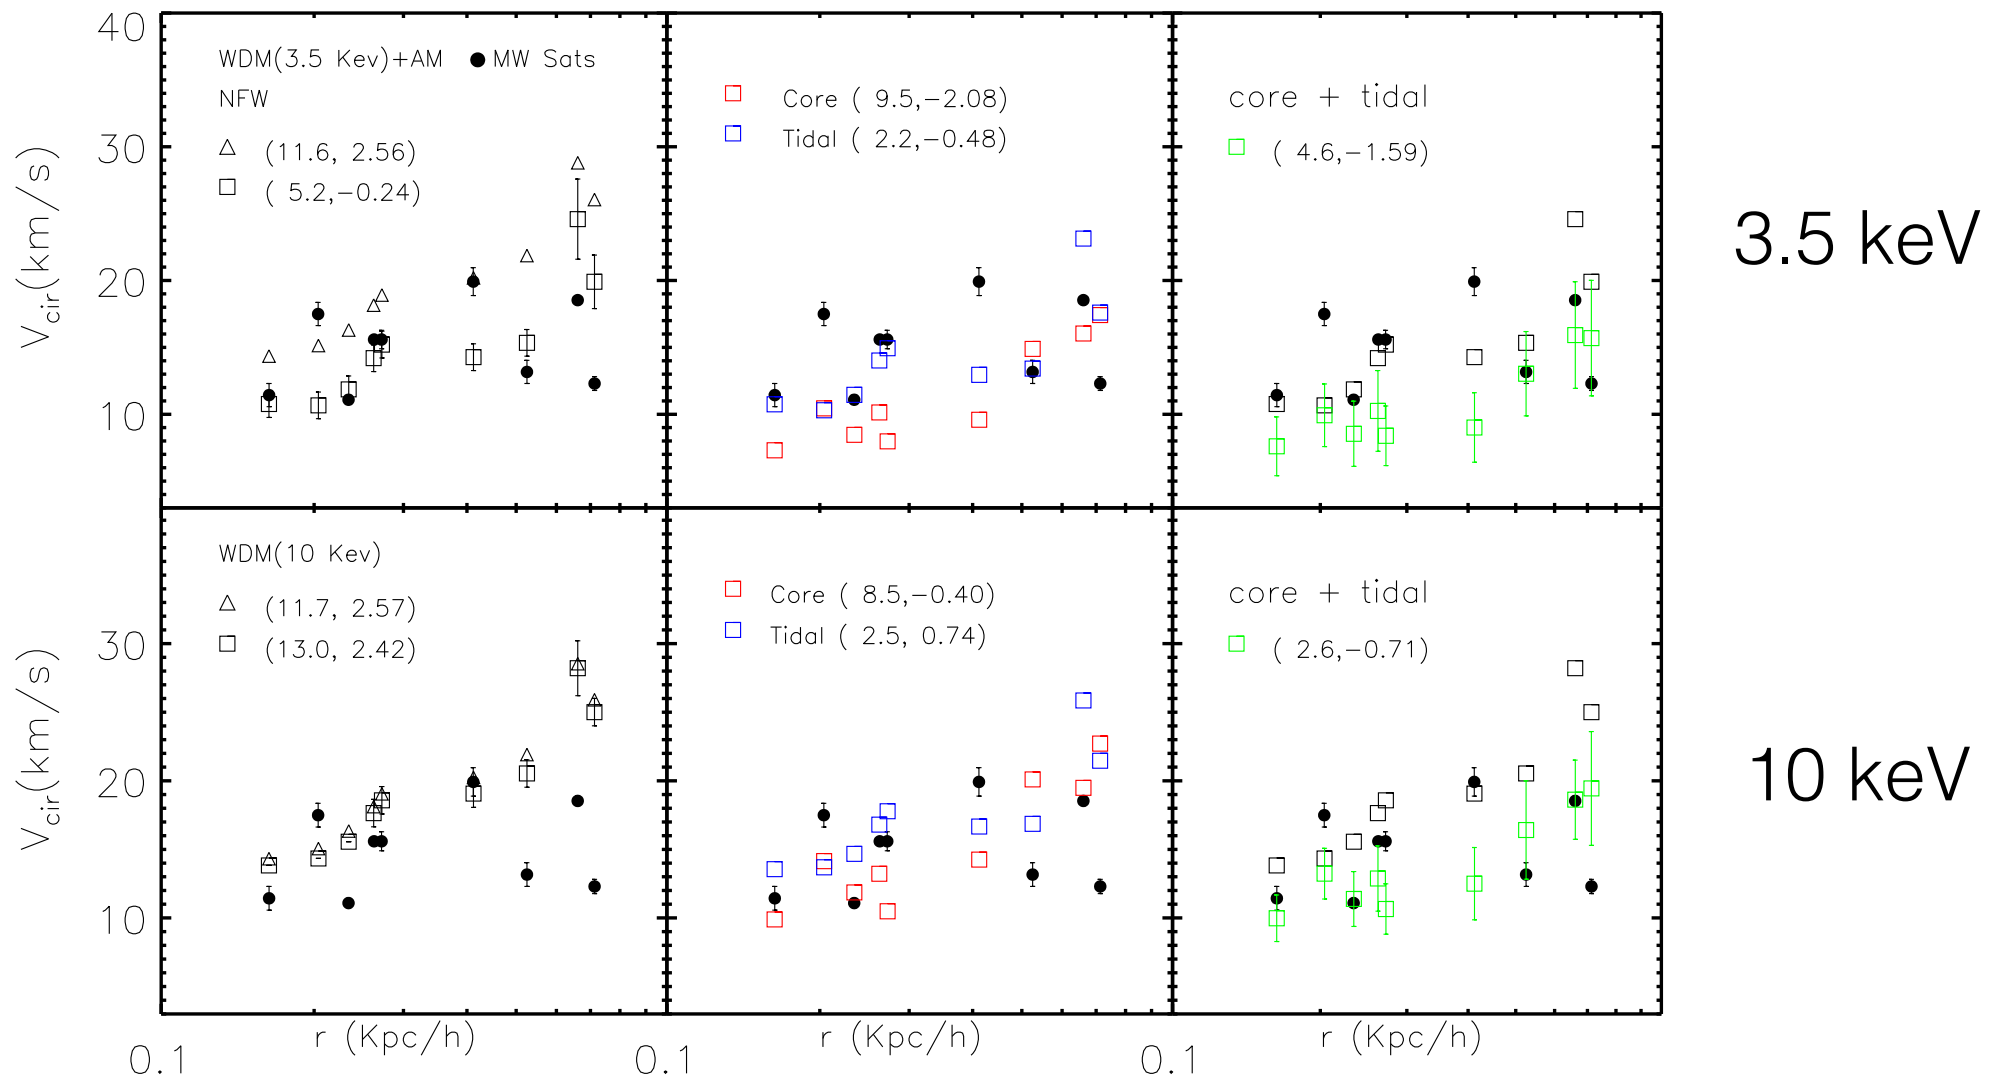 40
30
20
10
V_cir(km/s)
WDM(3.5 Kev)+AM ● MW Sats
NFW
△ (11.6, 2.56)
□ ( 5.2,−0.24)
□ Core ( 9.5,−2.08)
□ Tidal ( 2.2,−0.48)
core + tidal
□ ( 4.6,−1.59)
3.5 keV
30
20
10
V_cir(km/s)
WDM(10 Kev)
△ (11.7, 2.57)
□ (13.0, 2.42)
□ Core ( 8.5,−0.40)
□ Tidal ( 2.5, 0.74)
core + tidal
□ ( 2.6,−0.71)
10 keV
r (Kpc/h) r (Kpc/h) r (Kpc/h)
0.1 0.1 0.1